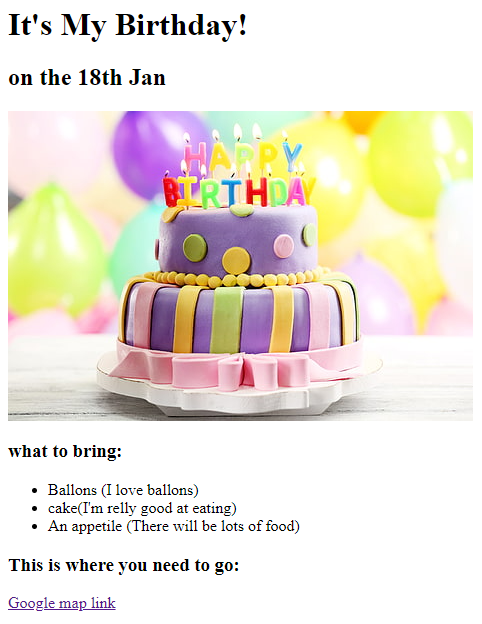 It's My Birthday!
on the 18th Jan
HAPPY
BIRTHDAY
what to bring:
Ballons (I love ballons)
cake(I'm relly good at eating)
An appetile (There will be lots of food)
This is where you need to go:
Google map link